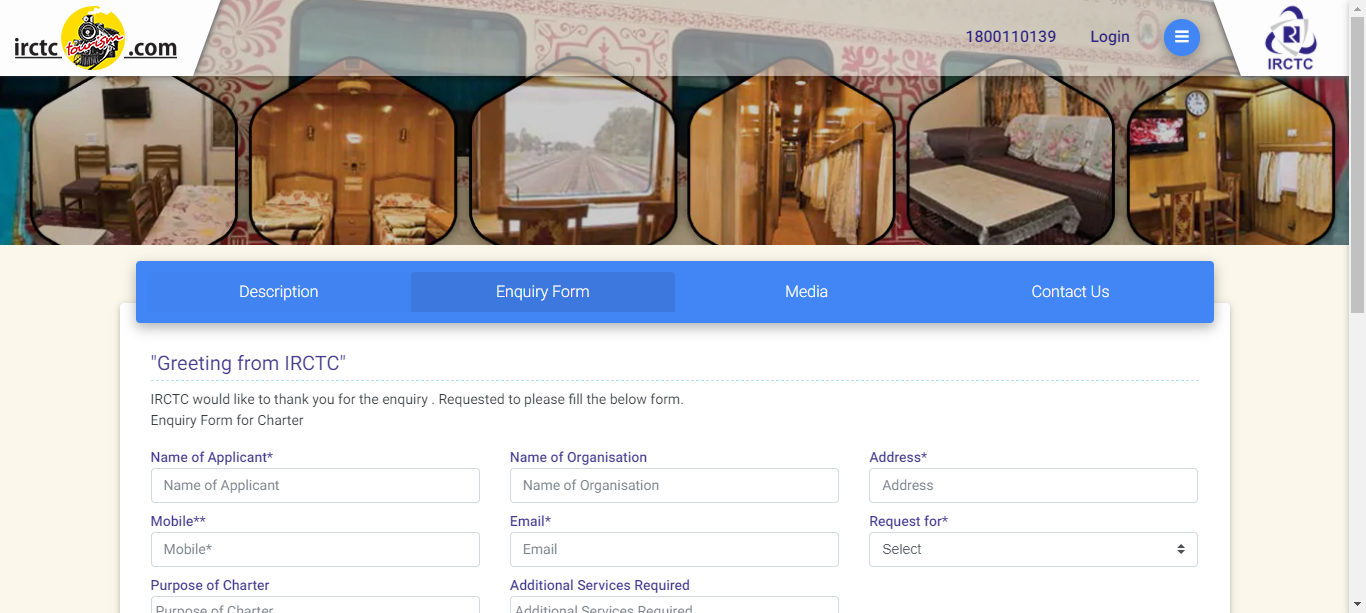 irctc tourism .com
1800110139 Login
IRCTC
Description Enquiry Form Media Contact Us
"Greeting from IRCTC"
IRCTC would like to thank you for the enquiry . Requested to please fill the below form.
Enquiry Form for Charter
Name of Applicant* Name of Organisation Address*
Name of Applicant Name of Organisation Address
Mobile** Email* Request for*
Mobile* Email Select
Purpose of Charter Additional Services Required
Purpose of Charter Additional Services Required